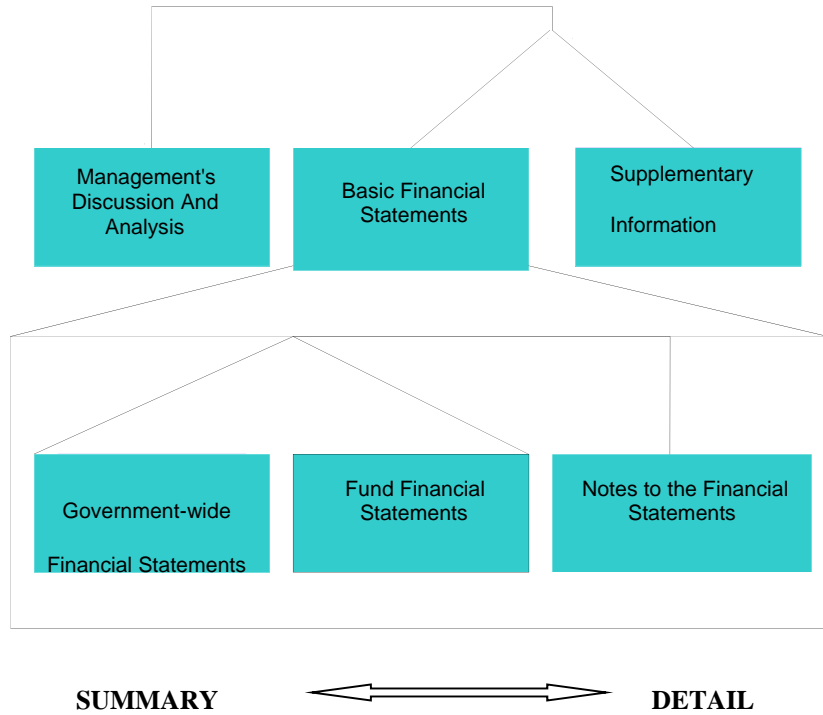 Management's
Discussion And
Analysis
Basic Financial
Statements
Supplementary
Information
Government-wide
Financial Statements
Fund Financial
Statements
Notes to the Financial
Statements
SUMMARY
DETAIL